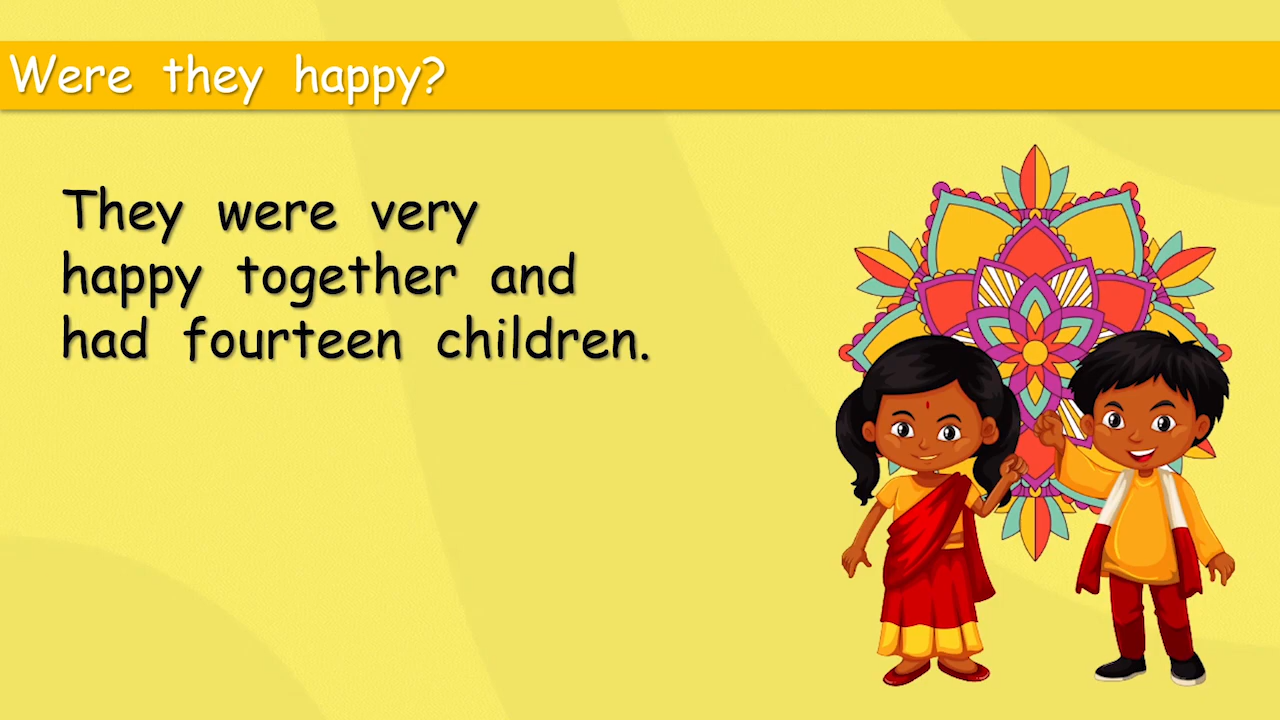 Were they happy?
They were very
happy together and
had fourteen children.